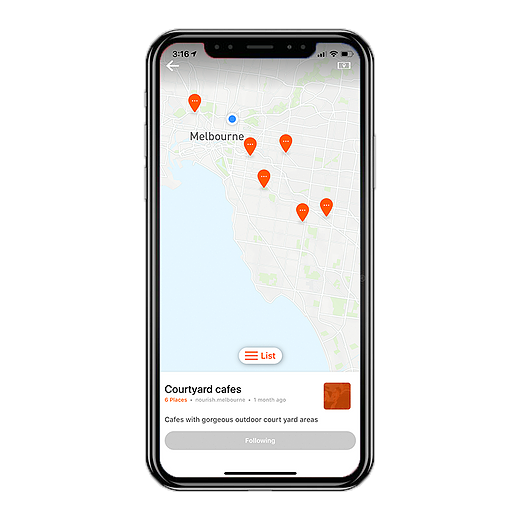 3:16
Melbourne
List
Courtyard cafes
6 Places • nourish.melbourne • 1 month ago
Cafes with gorgeous outdoor court yard areas
Following